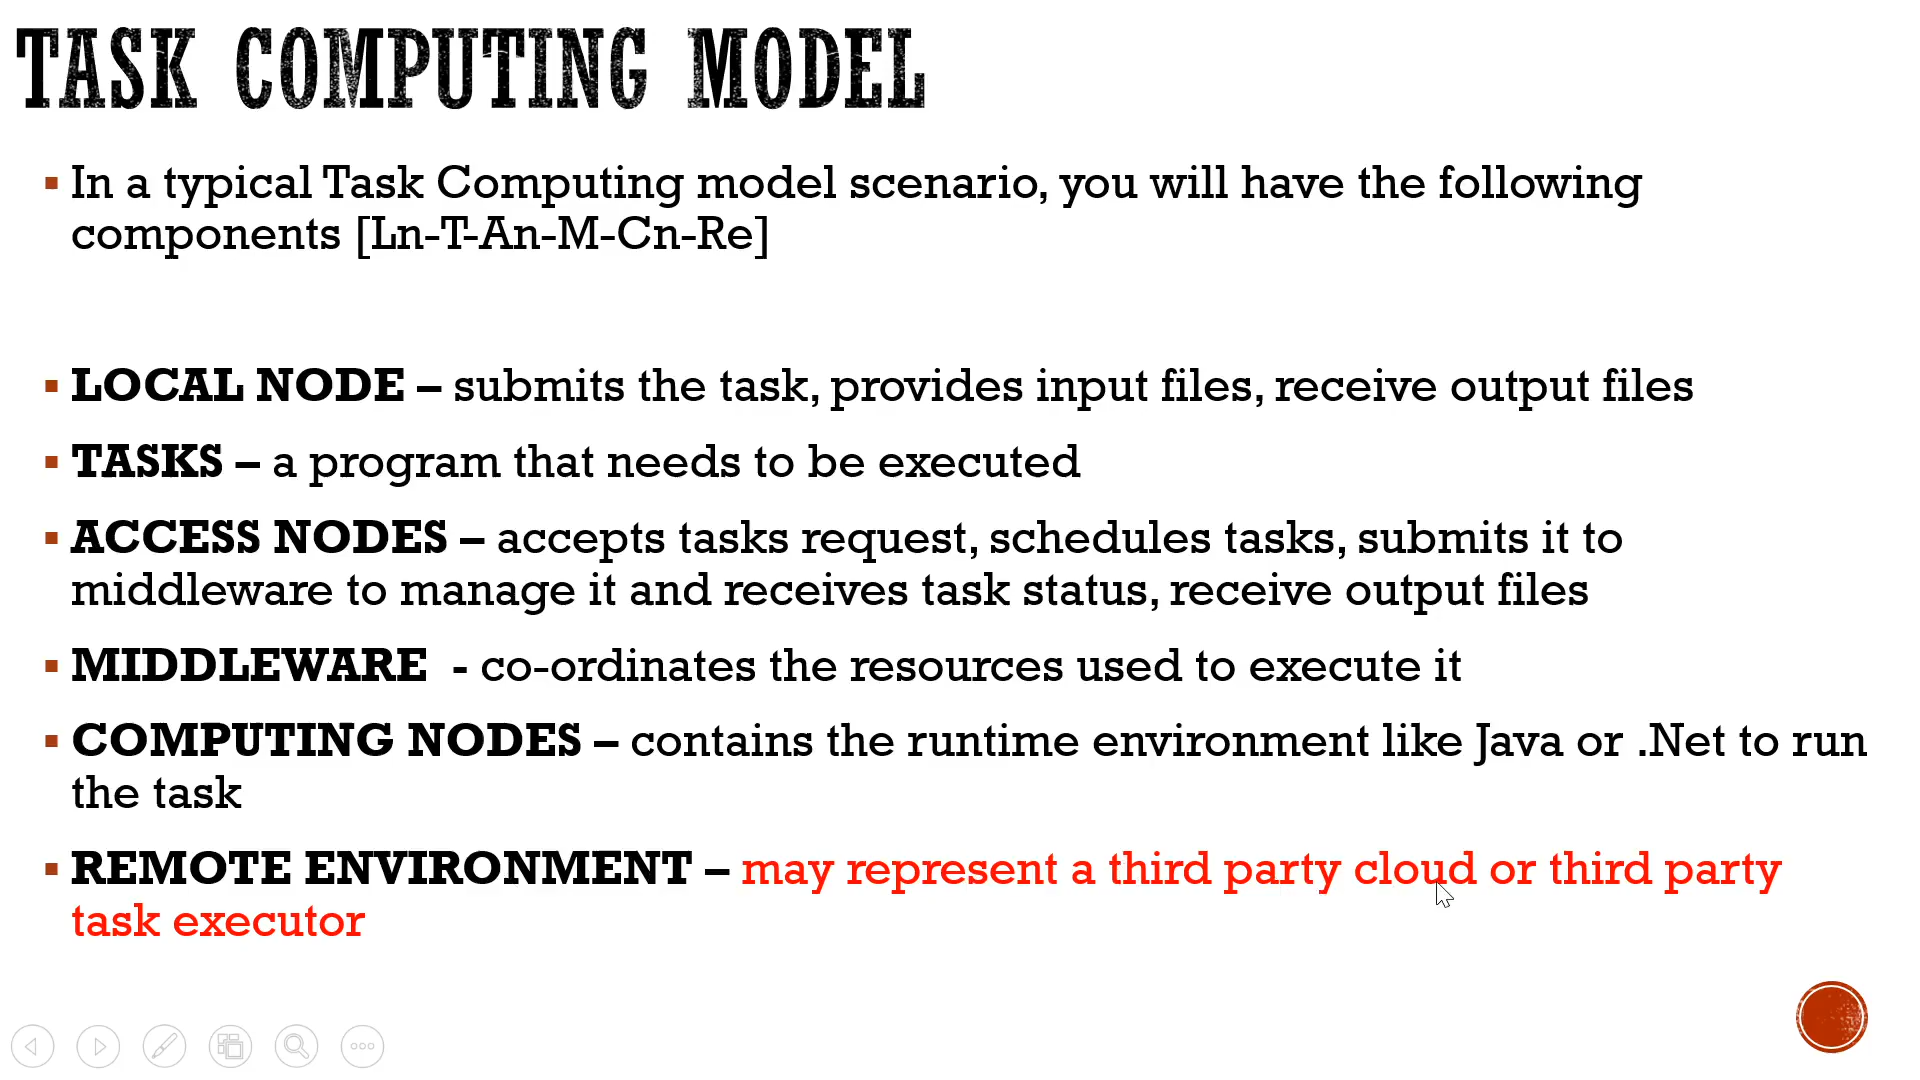 TASK COMPUTING MODEL
▪ In a typical Task Computing model scenario, you will have the following
components [Ln-T-An-M-Cn-Re]
▪ LOCAL NODE – submits the task, provides input files, receive output files
▪ TASKS – a program that needs to be executed
▪ ACCESS NODES – accepts tasks request, schedules tasks, submits it to
middleware to manage it and receives task status, receive output files
▪ MIDDLEWARE  - co-ordinates the resources used to execute it
▪ COMPUTING NODES – contains the runtime environment like Java or .Net to run
the task
▪ REMOTE ENVIRONMENT – may represent a third party cloud or third party
task executor